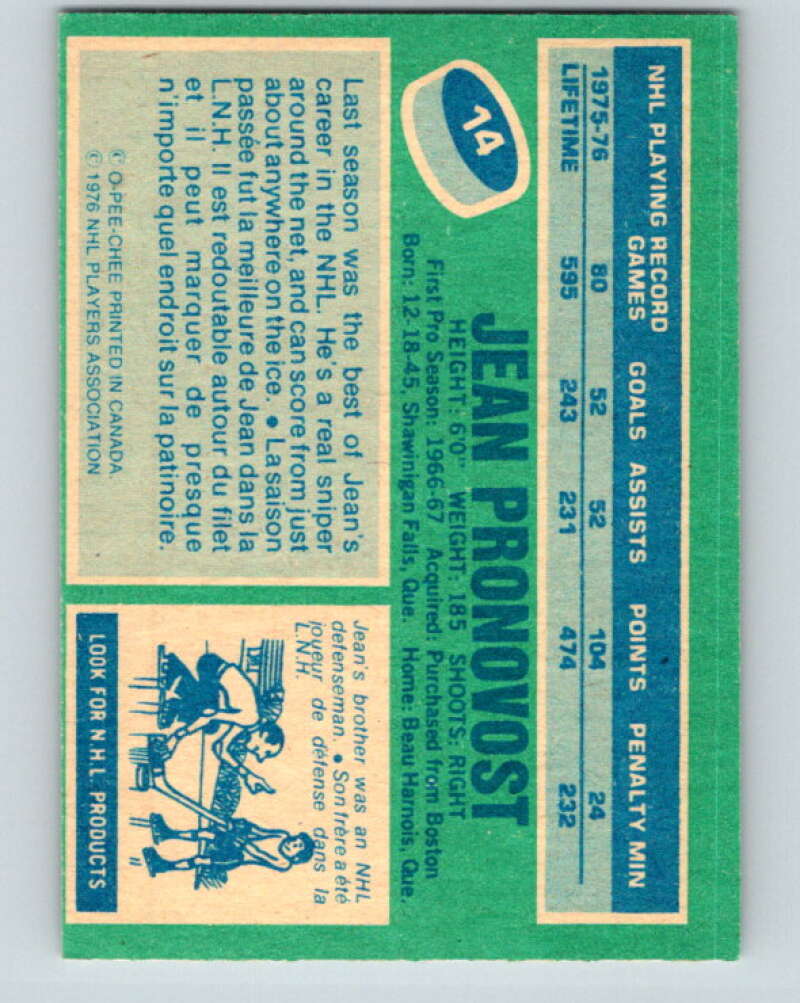 NHL PLAYING RECORD
GAMES GOALS ASSISTS POINTS PENALTY MIN
1975-76 80 52 52 104 24
LIFETIME 595 243 231 474 232
14
JEAN PRONOVOST
HEIGHT: 6'0" WEIGHT: 185 SHOOTS: RIGHT
First Pro Season: 1966-67 Acquired: Purchased from Boston
Born: 12-18-45, Shawinigan Falls, Que. Home: Beau Harnois, Que.
Last season was the best of Jean's
career in the NHL. He's a real sniper
around the net, and can score from just
about anywhere on the ice. • La saison
passée fut la meilleure de Jean dans la
L.N.H. Il est redoutable autour du filet
et il peut marquer de presque
n'importe quel endroit sur la patinoire.
© O-PEE-CHEE PRINTED IN CANADA.
© 1976 NHL PLAYERS ASSOCIATION
Jean's brother was an NHL
defenseman. • Son frère a été
joueur de défense dans la
L.N.H.
LOOK FOR N.H.L. PRODUCTS